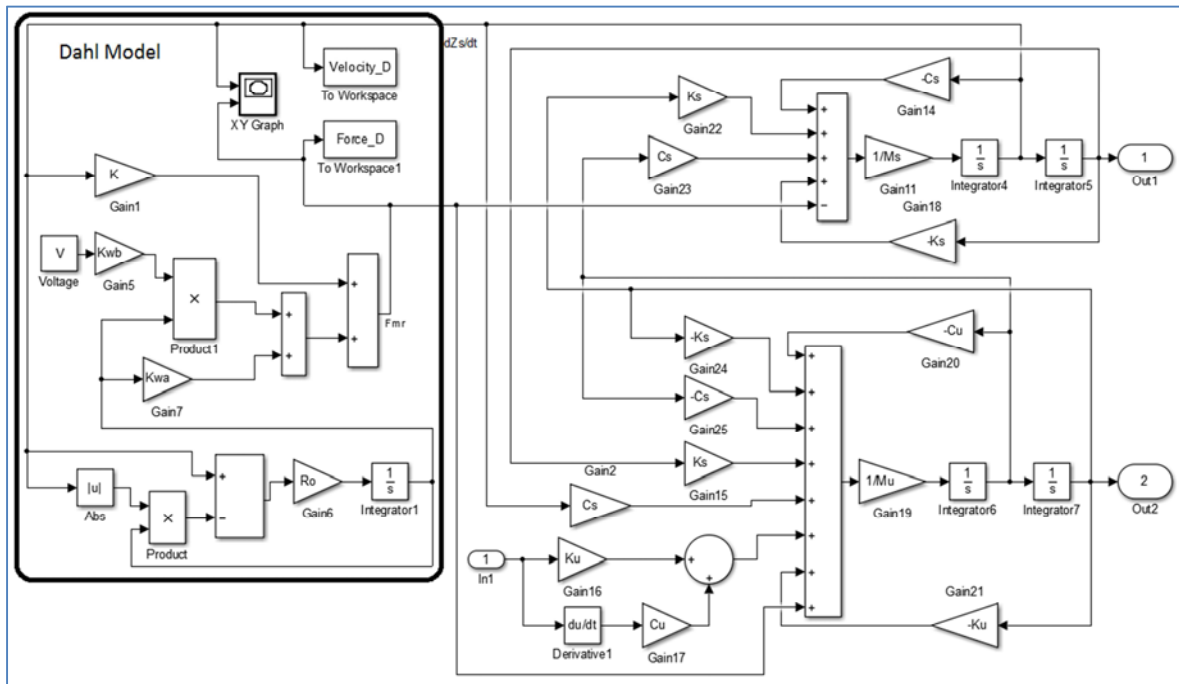 Dahl Model
dZs/dt
Velocity_D
To Workspace
XY Graph
Force_D
To Workspace1
K
Gain1
V
Voltage
Kwb
Gain5
×
Product1
+
+
+
+
Fmr
Kwa
Gain7
|u|
Abs
×
Product
+
−
Ro
Gain6
1
s
Integrator1
Ks
Gain22
Cs
Gain23
+
+
+
+
−
-Cs
Gain14
1/Ms
Gain11
Gain18
1
s
Integrator4
1
s
Integrator5
1
Out1
-Ks
-Ks
Gain24
-Cs
Gain25
Gain2
Ks
Gain15
Cs
1
In1
Ku
Gain16
du/dt
Derivative1
Cu
Gain17
+
+
+
+
+
+
+
+
+
+
-Cu
Gain20
1/Mu
Gain19
1
s
Integrator6
1
s
Integrator7
2
Out2
Gain21
-Ku